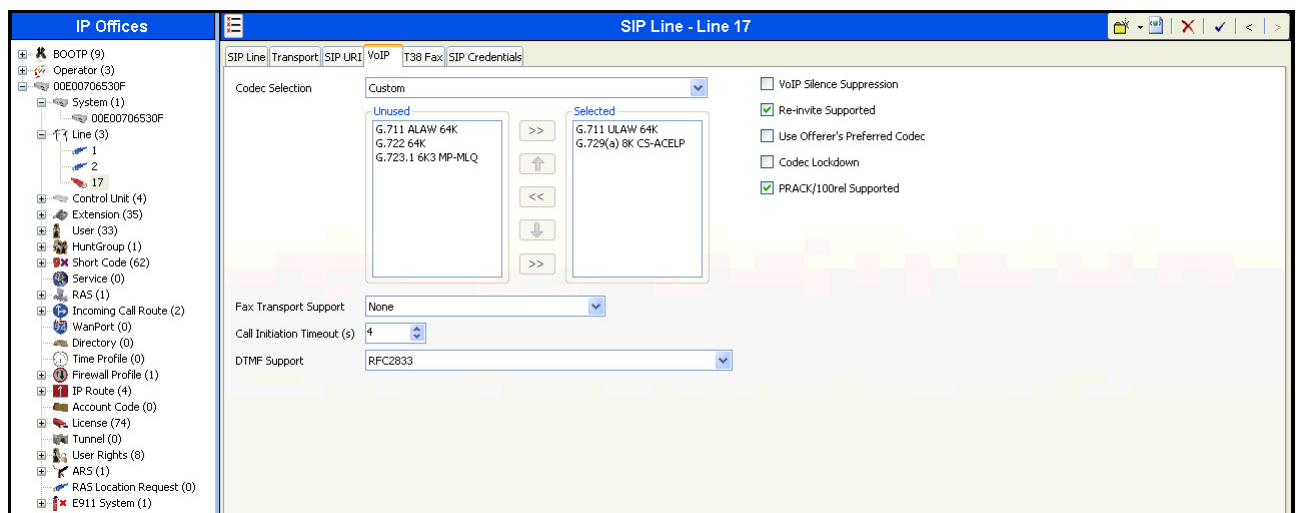 IP Offices
BOOTP (9)
Operator (3)
00E00706530F
System (1)
00E00706530F
Line (3)
1
2
17
Control Unit (4)
Extension (35)
User (33)
HuntGroup (1)
Short Code (62)
Service (0)
RAS (1)
Incoming Call Route (2)
WanPort (0)
Directory (0)
Time Profile (0)
Firewall Profile (1)
IP Route (4)
Account Code (0)
License (74)
Tunnel (0)
User Rights (8)
ARS (1)
RAS Location Request (0)
E911 System (1)
SIP Line - Line 17
SIP Line Transport SIP URI VoIP T38 Fax SIP Credentials
Codec Selection Custom
Unused
G.711 ALAW 64K
G.722 64K
G.723.1 6K3 MP-MLQ
>>
<<
>>
Selected
G.711 ULAW 64K
G.729(a) 8K CS-ACELP
VoIP Silence Suppression
Re-invite Supported
Use Offerer's Preferred Codec
Codec Lockdown
PRACK/100rel Supported
Fax Transport Support None
Call Initiation Timeout (s) 4
DTMF Support RFC2833